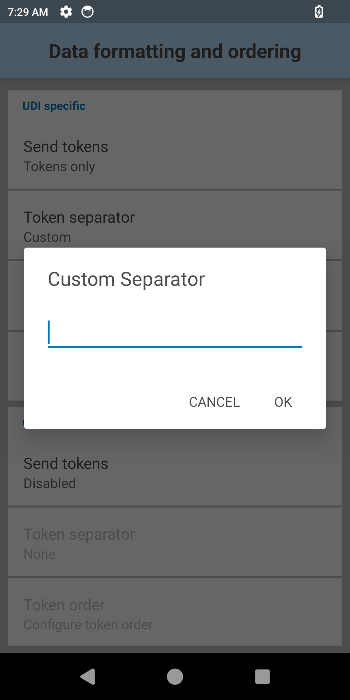 7:29 AM
Data formatting and ordering
UDI specific
Send tokens
Tokens only
Token separator
Custom
Custom Separator
CANCEL OK
Send tokens
Disabled
Token separator
None
Token order
Configure token order